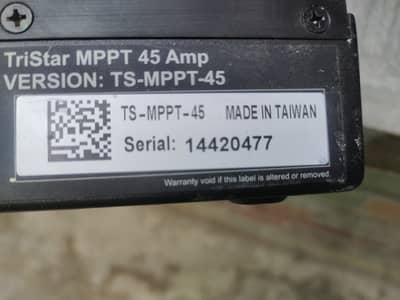 TriStar MPPT 45 Amp
VERSION: TS-MPPT-45
TS-MPPT-45 MADE IN TAIWAN
Serial: 14420477
Warranty void if this label is altered or removed.